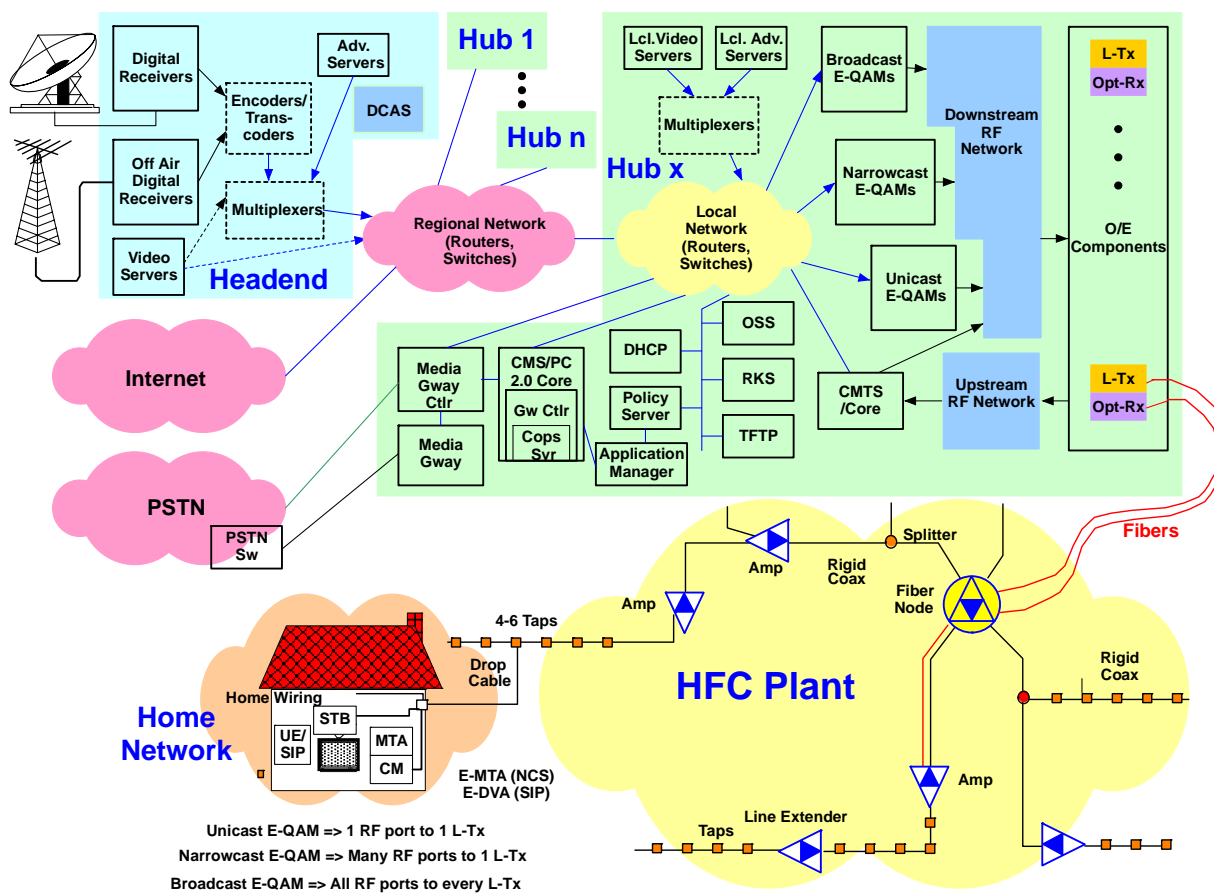 Digital
Receivers
Adv.
Servers
Encoders/
Trans-
coders
DCAS
Off Air
Digital
Receivers
Multiplexers
Video
Servers
Headend
Hub 1
Hub n
Hub x
Regional Network
(Routers,
Switches)
Lcl.Video
Servers
Lcl. Adv.
Servers
Multiplexers
Local
Network
(Routers,
Switches)
Broadcast
E-QAMs
Narrowcast
E-QAMs
Unicast
E-QAMs
Downstream
RF
Network
L-Tx
Opt-Rx
O/E
Components
L-Tx
Opt-Rx
Upstream
RF Network
CMTS
/Core
OSS
DHCP
RKS
Policy
Server
TFTP
Application
Manager
CMS/PC
2.0 Core
Gw Ctlr
Cops
Svr
Media
Gway
Ctlr
Media
Gway
Internet
PSTN
PSTN
Sw
Fibers
Splitter
Amp
Rigid
Coax
Fiber
Node
Amp
4-6 Taps
Drop
Cable
HFC Plant
Rigid
Coax
Home Wiring
STB
UE/
SIP
MTA
CM
Home
Network
E-MTA (NCS)
E-DVA (SIP)
Amp
Line Extender
Taps
Unicast E-QAM => 1 RF port to 1 L-Tx
Narrowcast E-QAM => Many RF ports to 1 L-Tx
Broadcast E-QAM => All RF ports to every L-Tx